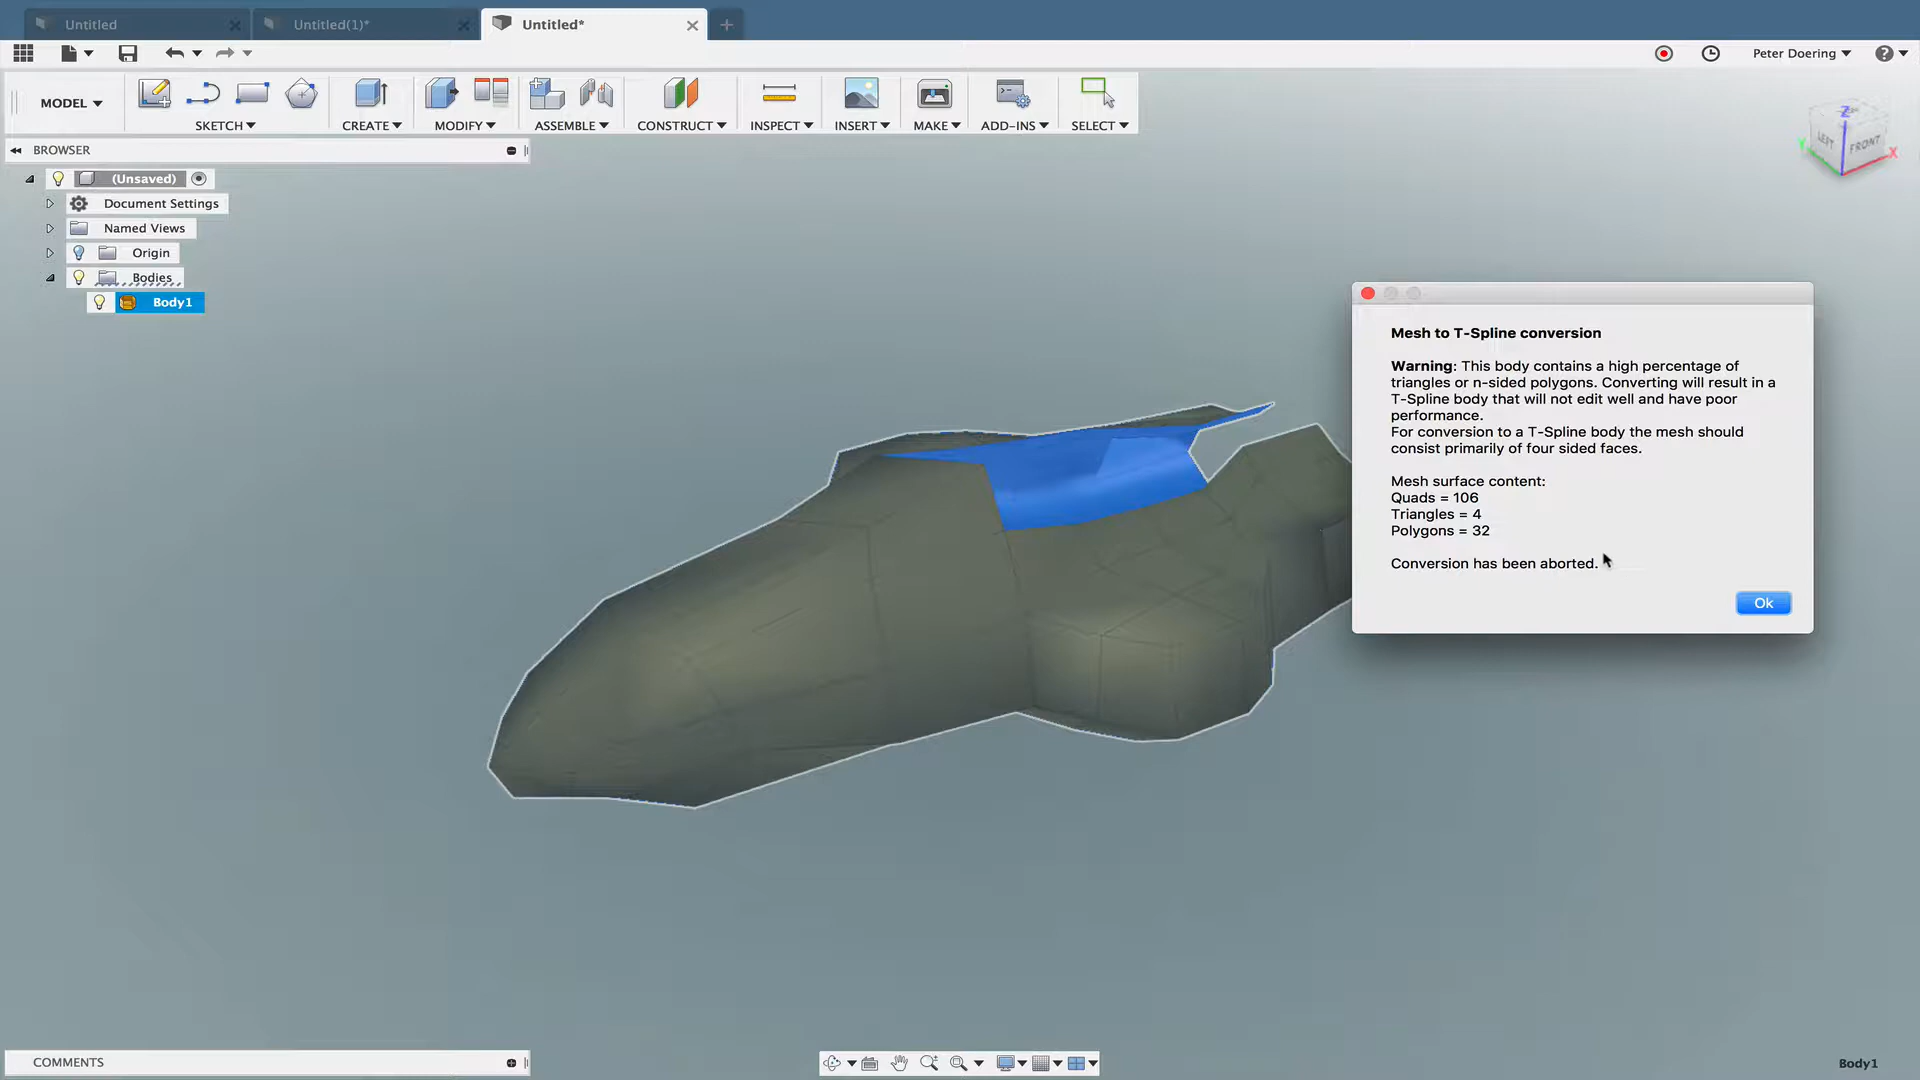 Untitled
Untitled(1)*
Untitled*
Peter Doering
MODEL
SKETCH
CREATE
MODIFY
ASSEMBLE
CONSTRUCT
INSPECT
INSERT
MAKE
ADD-INS
SELECT
Z
LEFT
FRONT
Y
X
BROWSER
(Unsaved)
Document Settings
Named Views
Origin
Bodies
Body1
Mesh to T-Spline conversion
Warning: This body contains a high percentage of
triangles or n-sided polygons. Converting will result in a
T-Spline body that will not edit well and have poor
performance.
For conversion to a T-Spline body the mesh should
consist primarily of four sided faces.
Mesh surface content:
Quads = 106
Triangles = 4
Polygons = 32
Conversion has been aborted.
Ok
COMMENTS
Body1